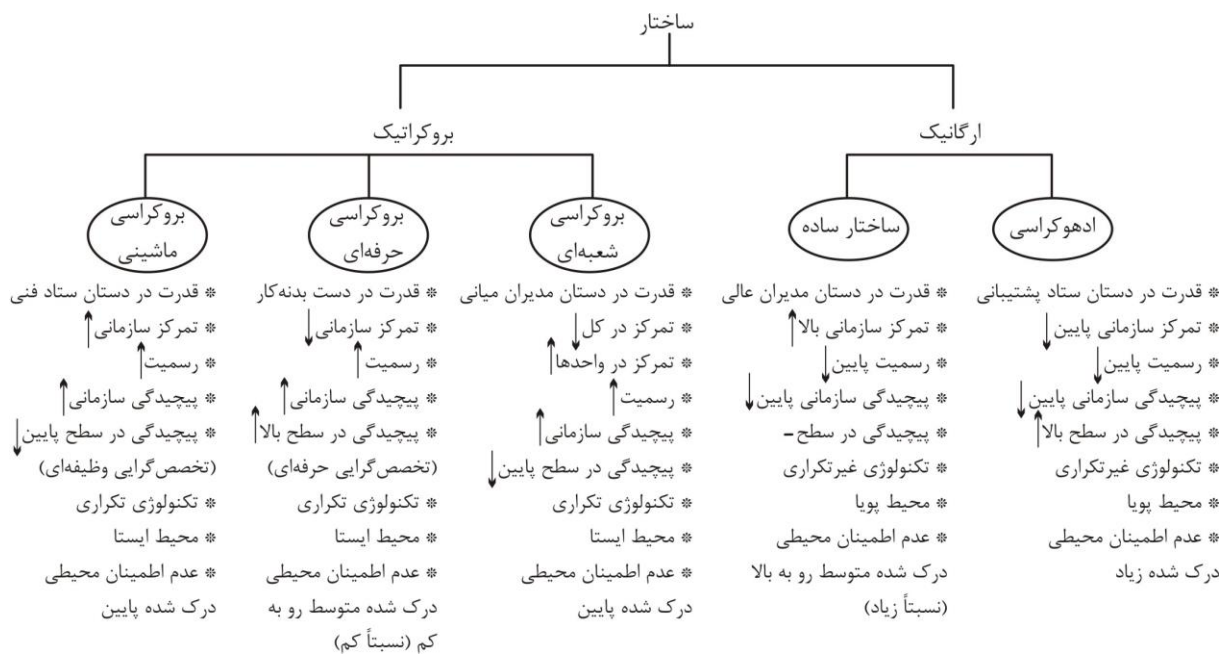 ساختار
ارگانیک
بروکراتیک
ادهوکراسی
* قدرت در دستان ستاد پشتیبانی
* تمرکز سازمانی پایین ↓
* رسمیت پایین ↓
* پیچیدگی سازمانی پایین ↓
* پیچیدگی در سطح بالا ↑
* تکنولوژی غیرتکراری
* محیط پویا
* عدم اطمینان محیطی
درک شده زیاد
ساختار ساده
* قدرت در دستان مدیران عالی
* تمرکز سازمانی بالا ↑
* رسمیت پایین ↓
* پیچیدگی سازمانی پایین ↓
* پیچیدگی در سطح –
* تکنولوژی غیرتکراری
* محیط پویا
* عدم اطمینان محیطی
درک شده متوسط رو به بالا
(نسبتاً زیاد)
بروکراسی
شعبه‌ای
* قدرت در دستان مدیران میانی
* تمرکز در کل ↓
* تمرکز در واحدها ↑
* رسمیت ↑
* پیچیدگی سازمانی ↑
* پیچیدگی در سطح پایین ↓
* تکنولوژی تکراری
* محیط ایستا
* عدم اطمینان محیطی
درک شده پایین
بروکراسی
حرفه‌ای
* قدرت در دست بدنه‌کار
* تمرکز سازمانی ↓
* رسمیت ↑
* پیچیدگی سازمانی ↑
* پیچیدگی در سطح بالا ↑
(تخصص‌گرایی حرفه‌ای)
* تکنولوژی تکراری
* محیط ایستا
* عدم اطمینان محیطی
درک شده متوسط رو به
کم (نسبتاً کم)
بروکراسی
ماشینی
* قدرت در دستان ستاد فنی
* تمرکز سازمانی ↑
* رسمیت ↑
* پیچیدگی سازمانی ↑
* پیچیدگی در سطح پایین ↓
(تخصص‌گرایی وظیفه‌ای)
* تکنولوژی تکراری
* محیط ایستا
* عدم اطمینان محیطی
درک شده پایین